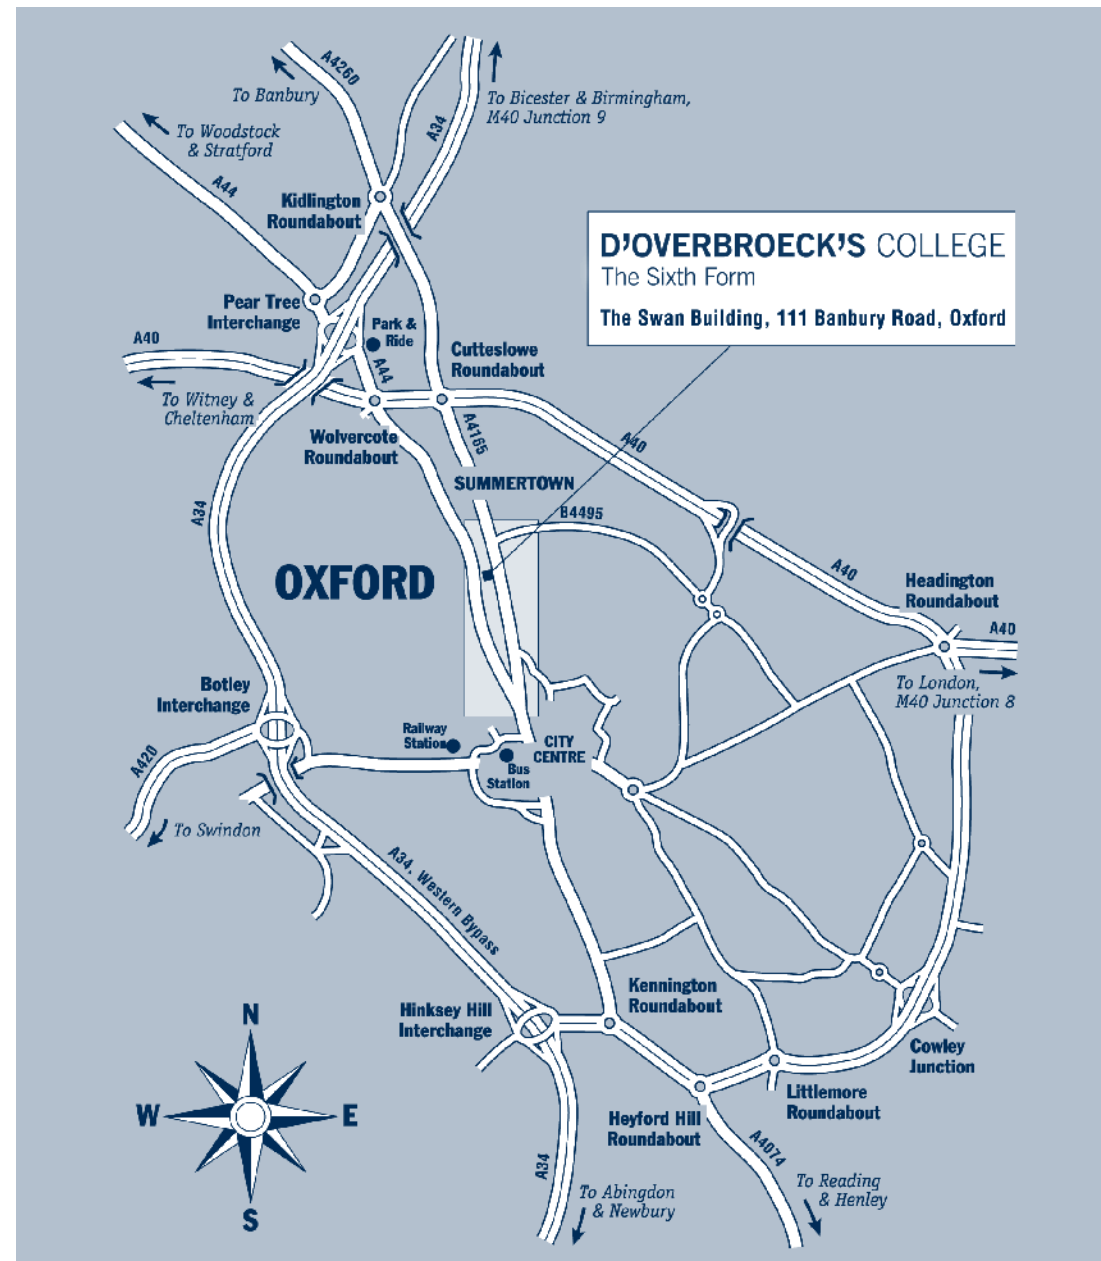 A4260
To Banbury
To Bicester & Birmingham,
M40 Junction 9
A34
To Woodstock
& Stratford
A44
Kidlington
Roundabout
D'OVERBROECK'S COLLEGE
The Sixth Form
The Swan Building, 111 Banbury Road, Oxford
Pear Tree
Interchange
Park &
Ride
A40
Cutteslowe
Roundabout
A44
To Witney &
Cheltenham
A4165
Wolvercote
Roundabout
A40
SUMMERTOWN
A34
B4495
OXFORD
A40
Headington
Roundabout
A40
To London,
M40 Junction 8
Botley
Interchange
Railway
Station
CITY
CENTRE
Bus
Station
A420
To Swindon
A34, Western Bypass
Kennington
Roundabout
Hinksey Hill
Interchange
N
W
E
S
Cowley
Junction
Littlemore
Roundabout
Heyford Hill
Roundabout
A4074
A34
To Abingdon
& Newbury
To Reading
& Henley